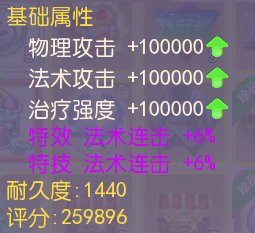 基础属性
物理攻击 +100000
法术攻击 +100000
治疗强度 +100000
特效 法术连击 +6%
特技 法术连击 +6%
耐久度:1440
评分:259896